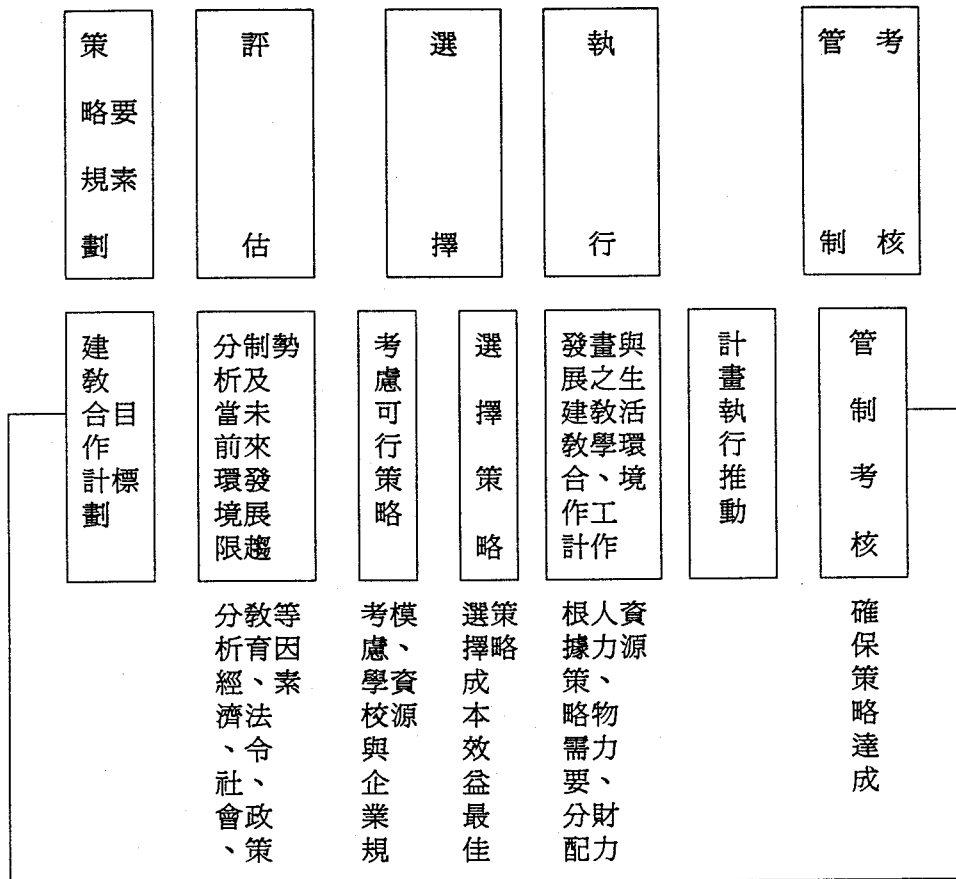 策略規劃
要素
評估
選擇
執行
管制
考核
建教合作計劃
目標
分析當前環境限
制及未來發展趨
勢
考慮可行策略
選擇策略
發展建教合作計
畫之教學、工作
與生活環境
計畫執行推動
管制考核
分析經濟、社會、
教育、法令、政策
等因素
考慮學校與企業規
模、資源
選擇成本效益最佳
策略
根據策略需要、分配
人力、物力、財力
資源
確保策略達成